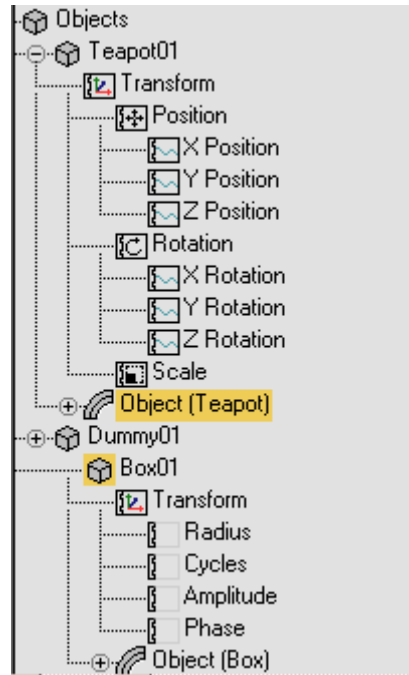 Objects
Teapot01
Transform
Position
X Position
Y Position
Z Position
Rotation
X Rotation
Y Rotation
Z Rotation
Scale
Object (Teapot)
Dummy01
Box01
Transform
Radius
Cycles
Amplitude
Phase
Object (Box)